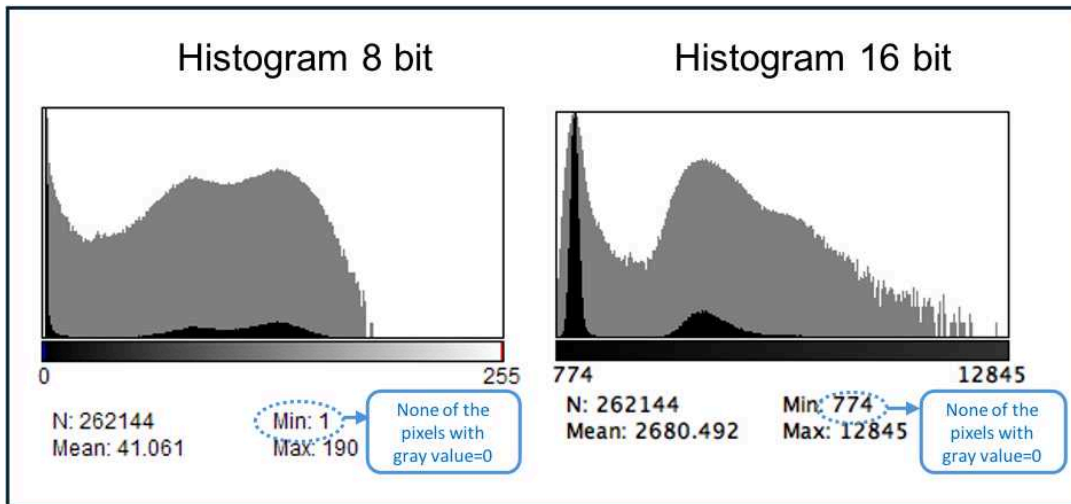 Histogram 8 bit
0 255
N: 262144 Min: 1
Mean: 41.061 Max: 190
None of the
pixels with
gray value=0
Histogram 16 bit
774 12845
N: 262144 Min: 774
Mean: 2680.492 Max: 12845
None of the
pixels with
gray value=0